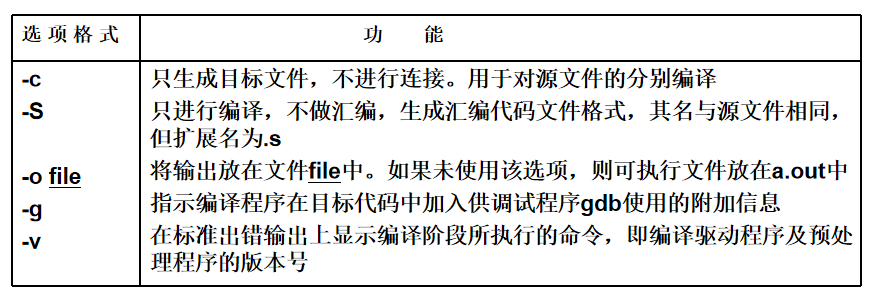 选项格式 功 能
-c 只生成目标文件，不进行连接。用于对源文件的分别编译
-S 只进行编译，不做汇编，生成汇编代码文件格式，其名与源文件相同，
但扩展名为.s
-o file 将输出放在文件file中。如果未使用该选项，则可执行文件放在a.out中
-g 指示编译程序在目标代码中加入供调试程序gdb使用的附加信息
-v 在标准出错输出上显示编译阶段所执行的命令，即编译驱动程序及预处
理程序的版本号